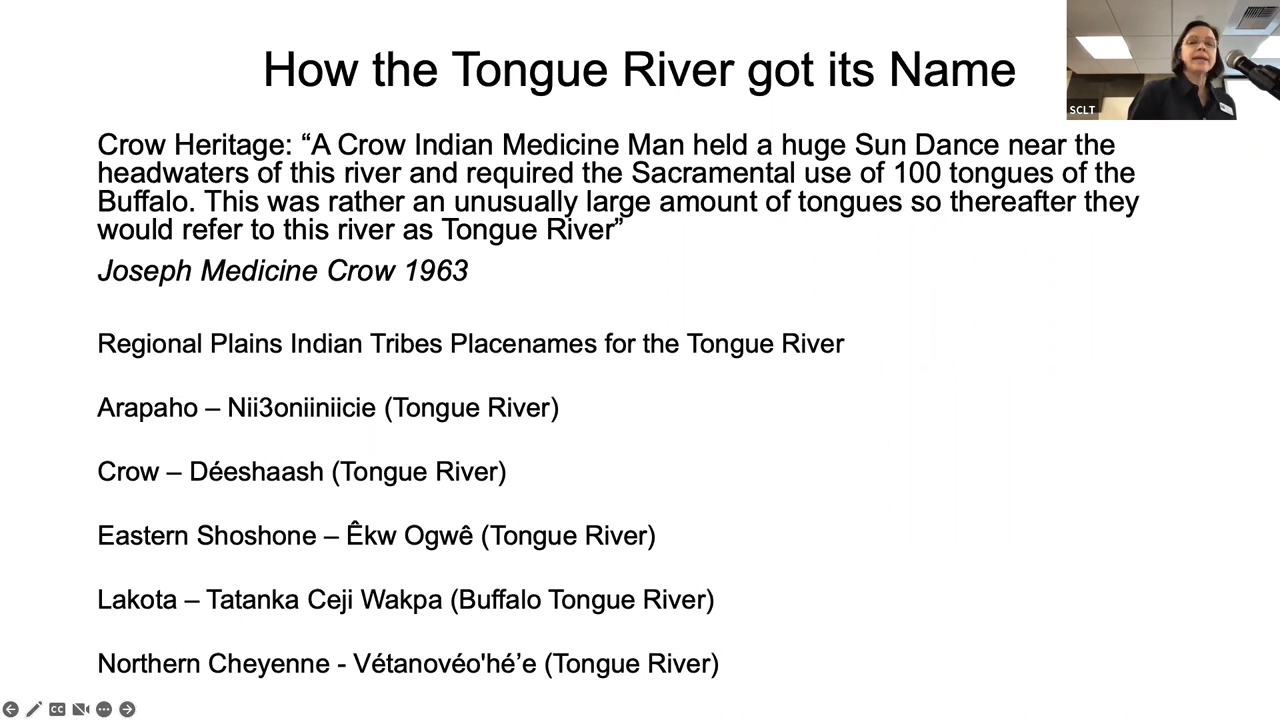 How the Tongue River got its Name
SCLT
Crow Heritage: “A Crow Indian Medicine Man held a huge Sun Dance near the
headwaters of this river and required the Sacramental use of 100 tongues of the
Buffalo. This was rather an unusually large amount of tongues so thereafter they
would refer to this river as Tongue River”
Joseph Medicine Crow 1963
Regional Plains Indian Tribes Placenames for the Tongue River
Arapaho – Nii3oniiniicie (Tongue River)
Crow – Déeshaash (Tongue River)
Eastern Shoshone – Êkw Ogwê (Tongue River)
Lakota – Tatanka Ceji Wakpa (Buffalo Tongue River)
Northern Cheyenne - Vétanovéo'hé’e (Tongue River)
CC